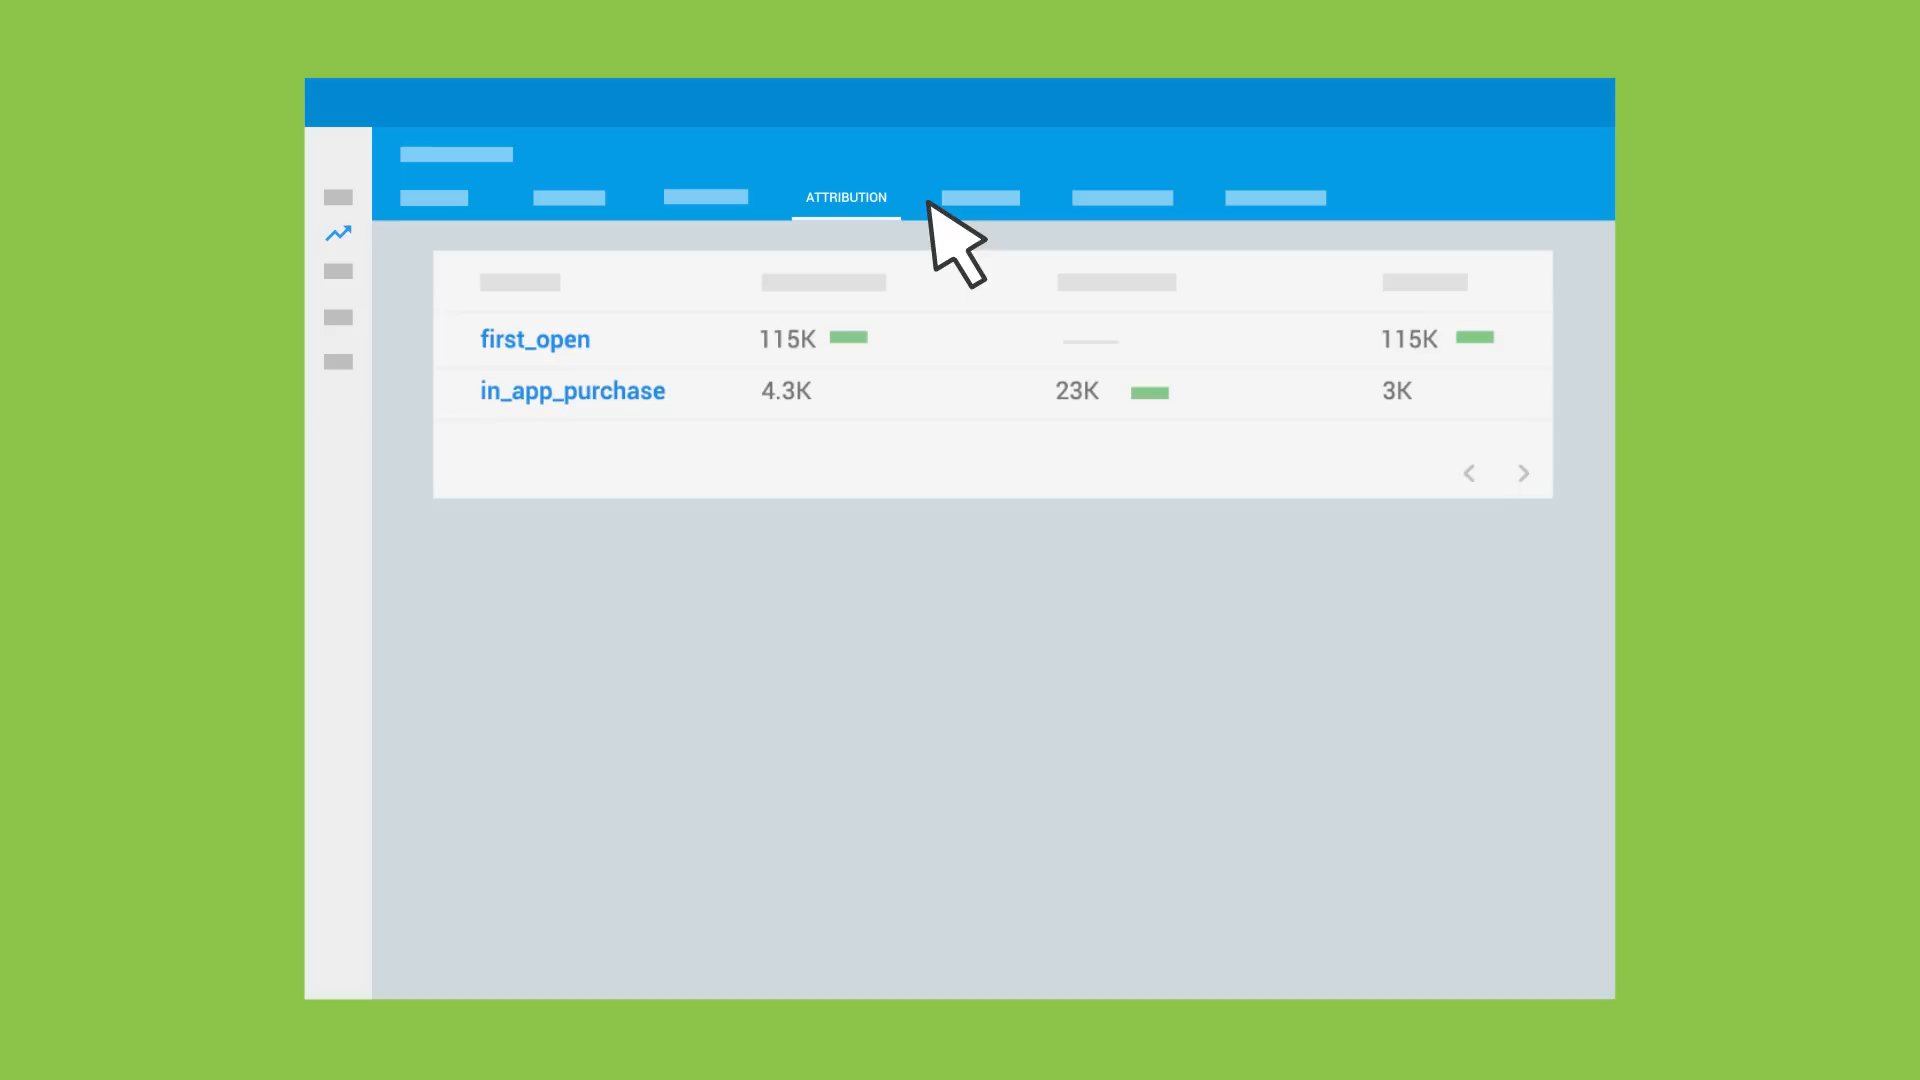 ATTRIBUTION
first_open 115K 115K
in_app_purchase 4.3K 23K 3K